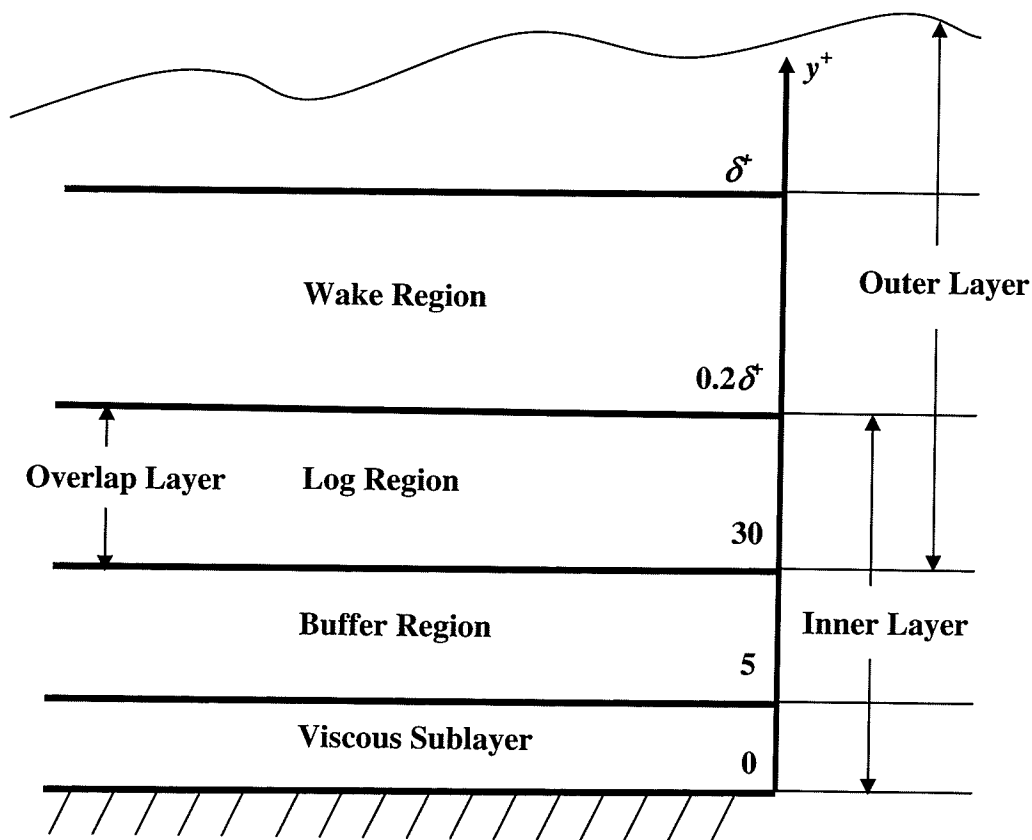 y⁺
δ⁺
Wake Region
Outer Layer
0.2δ⁺
Overlap Layer
Log Region
30
Buffer Region
Inner Layer
5
Viscous Sublayer
0